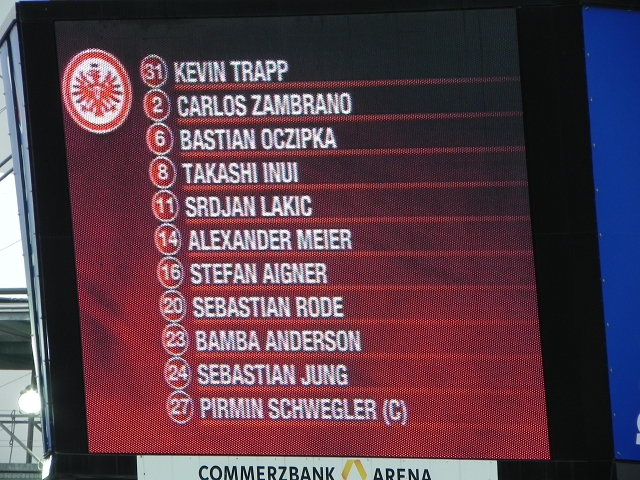 31 KEVIN TRAPP
2 CARLOS ZAMBRANO
6 BASTIAN OCZIPKA
8 TAKASHI INUI
11 SRDJAN LAKIC
14 ALEXANDER MEIER
16 STEFAN AIGNER
20 SEBASTIAN RODE
23 BAMBA ANDERSON
24 SEBASTIAN JUNG
27 PIRMIN SCHWEGLER (C)
COMMERZBANK ARENA